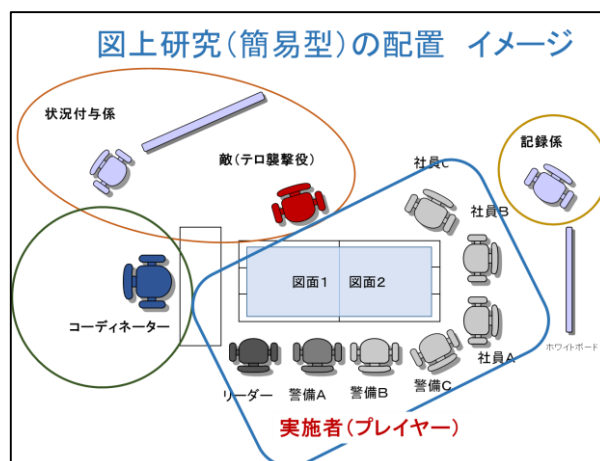 図上研究(簡易型)の配置 イメージ
状況付与係
敵(テロ襲撃役)
社員C
記録係
社員B
図面1 図面2
コーディネーター
社員A
ホワイトボード
リーダー
警備A
警備B
警備C
実施者(プレイヤー)